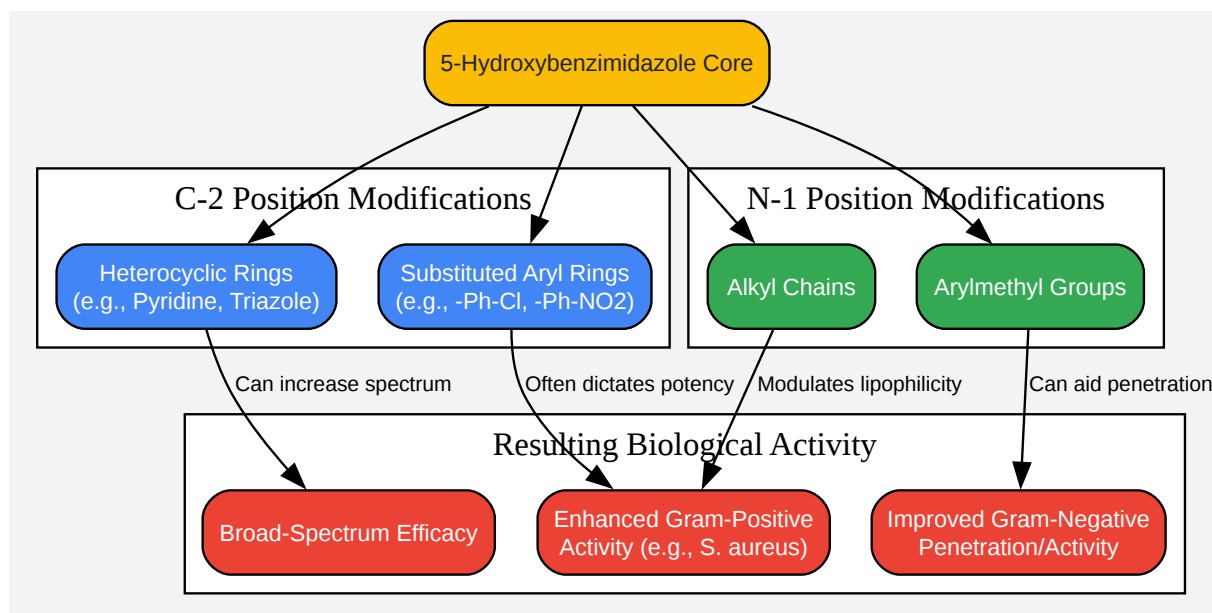 5-Hydroxybenzimidazole Core
C-2 Position Modifications
N-1 Position Modifications
Heterocyclic Rings
(e.g., Pyridine, Triazole)
Substituted Aryl Rings
(e.g., -Ph-Cl, -Ph-NO2)
Alkyl Chains
Arylmethyl Groups
Can increase spectrum
Often dictates potency
Modulates lipophilicity
Can aid penetration
Resulting Biological Activity
Broad-Spectrum Efficacy
Enhanced Gram-Positive
Activity (e.g., S. aureus)
Improved Gram-Negative
Penetration/Activity